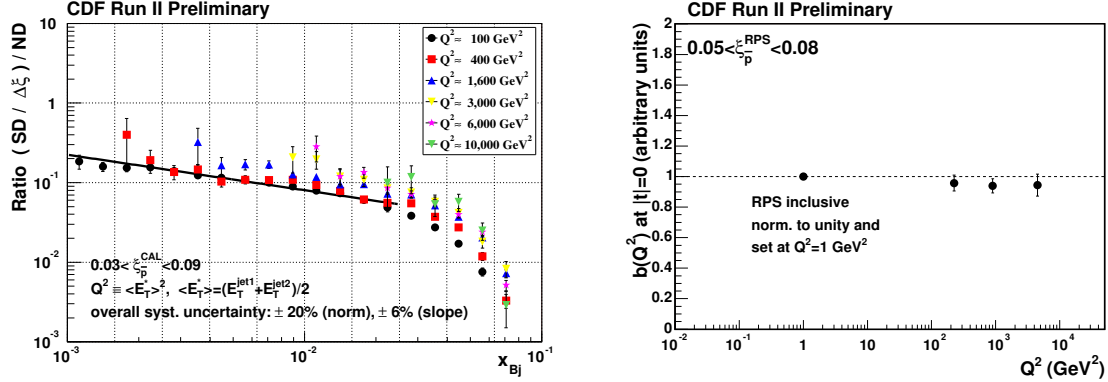 CDF Run II Preliminary
Ratio ( SD / Δξ ) / ND
10
1
10⁻¹
10⁻²
10⁻³
Q² ≈ 100 GeV²
Q² ≈ 400 GeV²
Q² ≈ 1,600 GeV²
Q² ≈ 3,000 GeV²
Q² ≈ 6,000 GeV²
Q² ≈ 10,000 GeV²
0.03< ξ_p̄^CAL <0.09
Q² ≡ <E_T^*>², <E_T^*>=(E_T^jet1+E_T^jet2)/2
overall syst. uncertainty: ± 20% (norm), ± 6% (slope)
10⁻³ 10⁻² 10⁻¹
x_Bj
CDF Run II Preliminary
b(Q²) at |t|=0 (arbitrary units)
2
1.8
1.6
1.4
1.2
1
0.8
0.6
0.4
0.2
0
0.05<ξ_p̄^RPS<0.08
RPS inclusive
norm. to unity and
set at Q²=1 GeV²
10⁻² 10⁻¹ 1 10 10² 10³ 10⁴ 10⁵
Q² (GeV²)